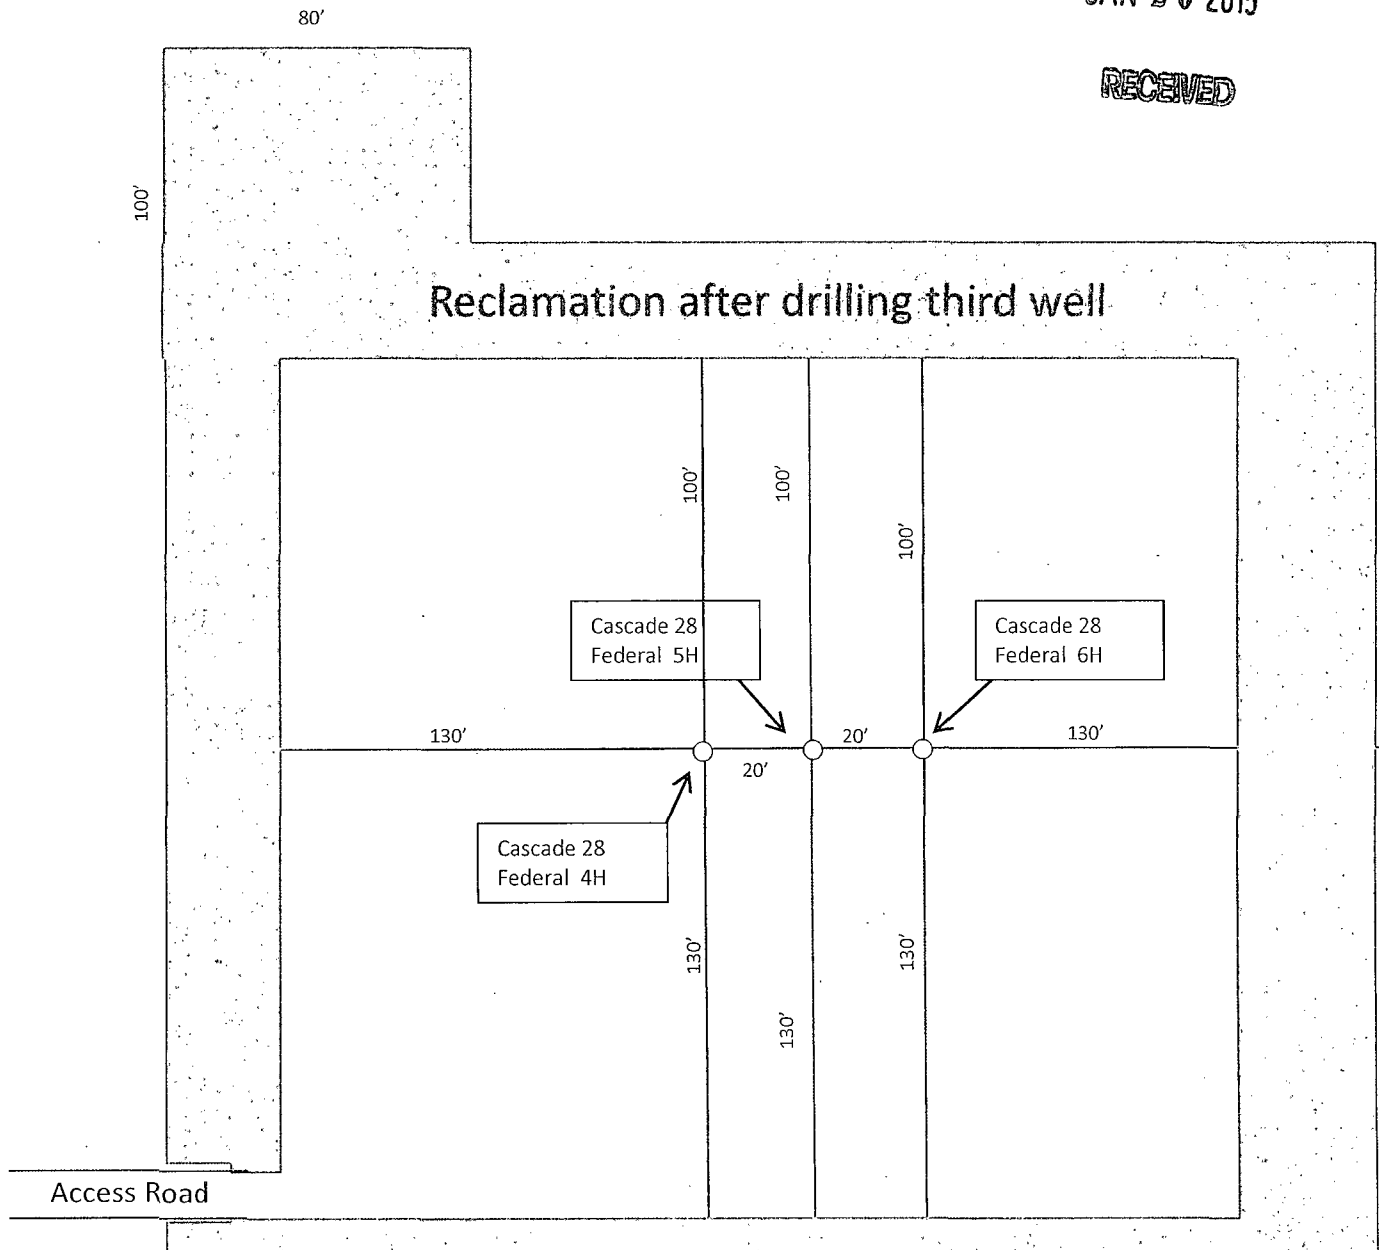 80'
RECEIVED
100'
Reclamation after drilling third well
100'
100'
100'
Cascade 28
Federal 5H
Cascade 28
Federal 6H
130'
20'
20'
130'
Cascade 28
Federal 4H
130'
130'
130'
Access Road